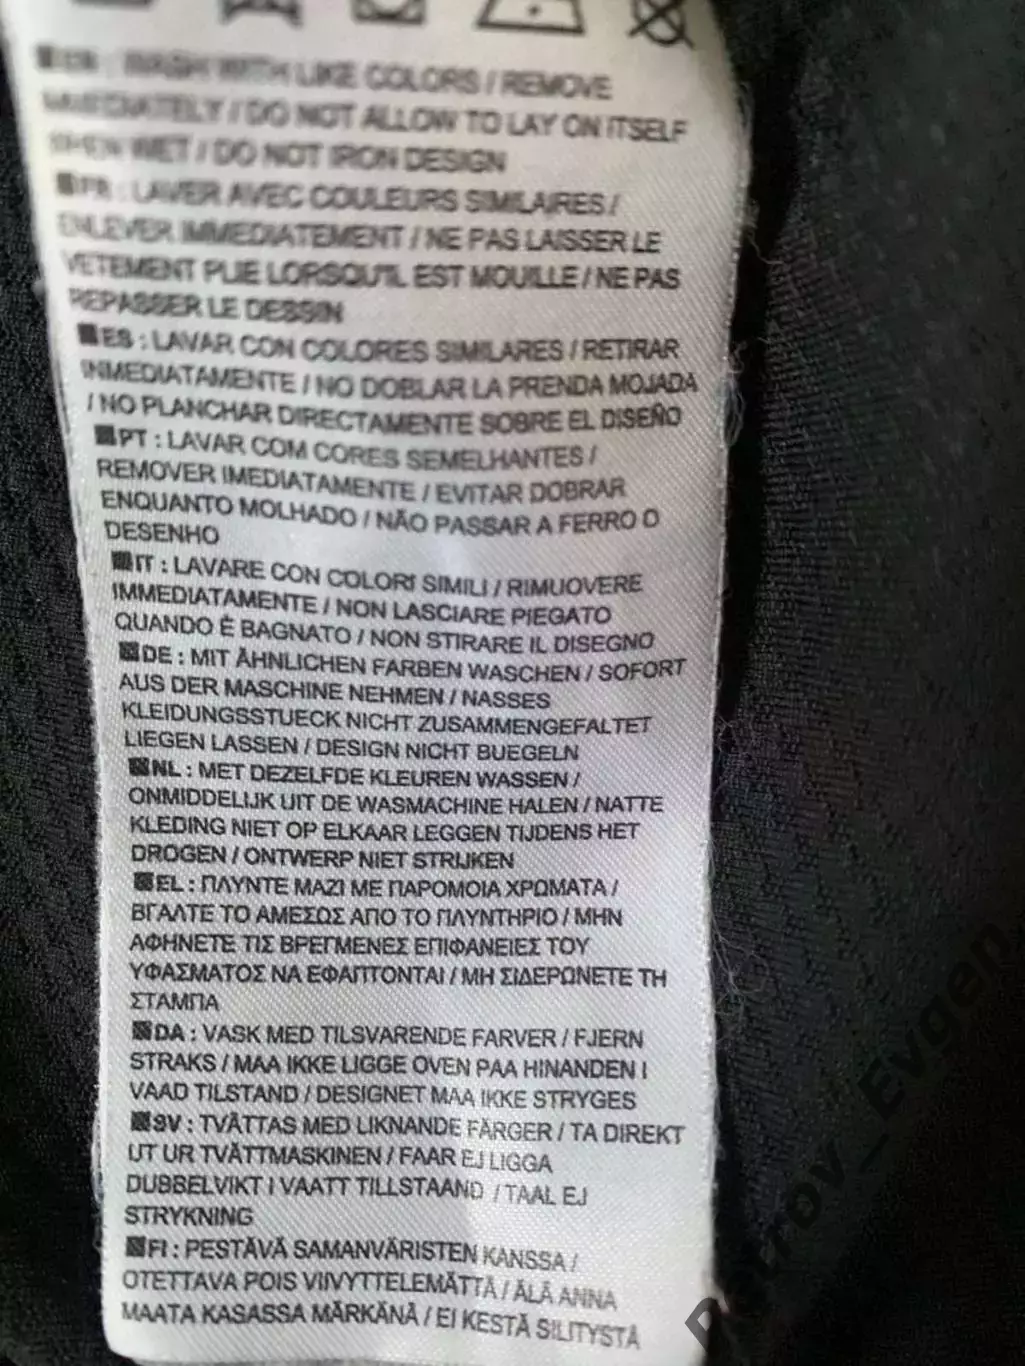 EN : WASH WITH LIKE COLORS / REMOVE
IMMEDIATELY / DO NOT ALLOW TO LAY ON ITSELF
WHEN WET / DO NOT IRON DESIGN
FR : LAVER AVEC COULEURS SIMILAIRES /
ENLEVER IMMEDIATEMENT / NE PAS LAISSER LE
VETEMENT PLIE LORSQU'IL EST MOUILLE / NE PAS
REPASSER LE DESSIN
ES : LAVAR CON COLORES SIMILARES / RETIRAR
INMEDIATAMENTE / NO DOBLAR LA PRENDA MOJADA
/ NO PLANCHAR DIRECTAMENTE SOBRE EL DISEÑO
PT : LAVAR COM CORES SEMELHANTES /
REMOVER IMEDIATAMENTE / EVITAR DOBRAR
ENQUANTO MOLHADO / NÃO PASSAR A FERRO O
DESENHO
IT : LAVARE CON COLORI SIMILI / RIMUOVERE
IMMEDIATAMENTE / NON LASCIARE PIEGATO
QUANDO È BAGNATO / NON STIRARE IL DISEGNO
DE : MIT ÄHNLICHEN FARBEN WASCHEN / SOFORT
AUS DER MASCHINE NEHMEN / NASSES
KLEIDUNGSSTUECK NICHT ZUSAMMENGEFALTET
LIEGEN LASSEN / DESIGN NICHT BUEGELN
NL : MET DEZELFDE KLEUREN WASSEN /
ONMIDDELIJK UIT DE WASMACHINE HALEN / NATTE
KLEDING NIET OP ELKAAR LEGGEN TIJDENS HET
DROGEN / ONTWERP NIET STRIJKEN
EL : ΠΛΥΝΤΕ ΜΑΖΙ ΜΕ ΠΑΡΟΜΟΙΑ ΧΡΩΜΑΤΑ /
ΒΓΑΛΤΕ ΤΟ ΑΜΕΣΩΣ ΑΠΟ ΤΟ ΠΛΥΝΤΗΡΙΟ / ΜΗΝ
ΑΦΗΝΕΤΕ ΤΙΣ ΒΡΕΓΜΕΝΕΣ ΕΠΙΦΑΝΕΙΕΣ ΤΟΥ
ΥΦΑΣΜΑΤΟΣ ΝΑ ΕΦΑΠΤΟΝΤΑΙ / ΜΗ ΣΙΔΕΡΩΝΕΤΕ ΤΗ
ΣΤΑΜΠΑ
DA : VASK MED TILSVARENDE FARVER / FJERN
STRAKS / MAA IKKE LIGGE OVEN PAA HINANDEN I
VAAD TILSTAND / DESIGNET MAA IKKE STRYGES
SV : TVÄTTAS MED LIKNANDE FÄRGER / TA DIREKT
UT UR TVÄTTMASKINEN / FAAR EJ LIGGA
DUBBELVIKT I VAATT TILLSTAAND / TAAL EJ
STRYKNING
FI : PESTÄVÄ SAMANVÄRISTEN KANSSA /
OTETTAVA POIS VIIVYTTELEMÄTTÄ / ÄLÄ ANNA
MAATA KASASSA MÄRKÄNÄ / EI KESTÄ SILITYSTÄ
Petrov_Evgen